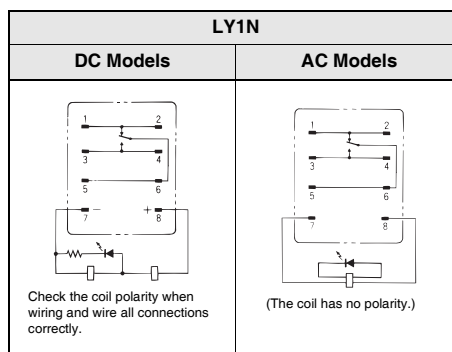 LY1N
DC Models
AC Models
1 2
3 4
5 6
7 − + 8
Check the coil polarity when
wiring and wire all connections
correctly.
1 2
3 4
5 6
7 8
(The coil has no polarity.)